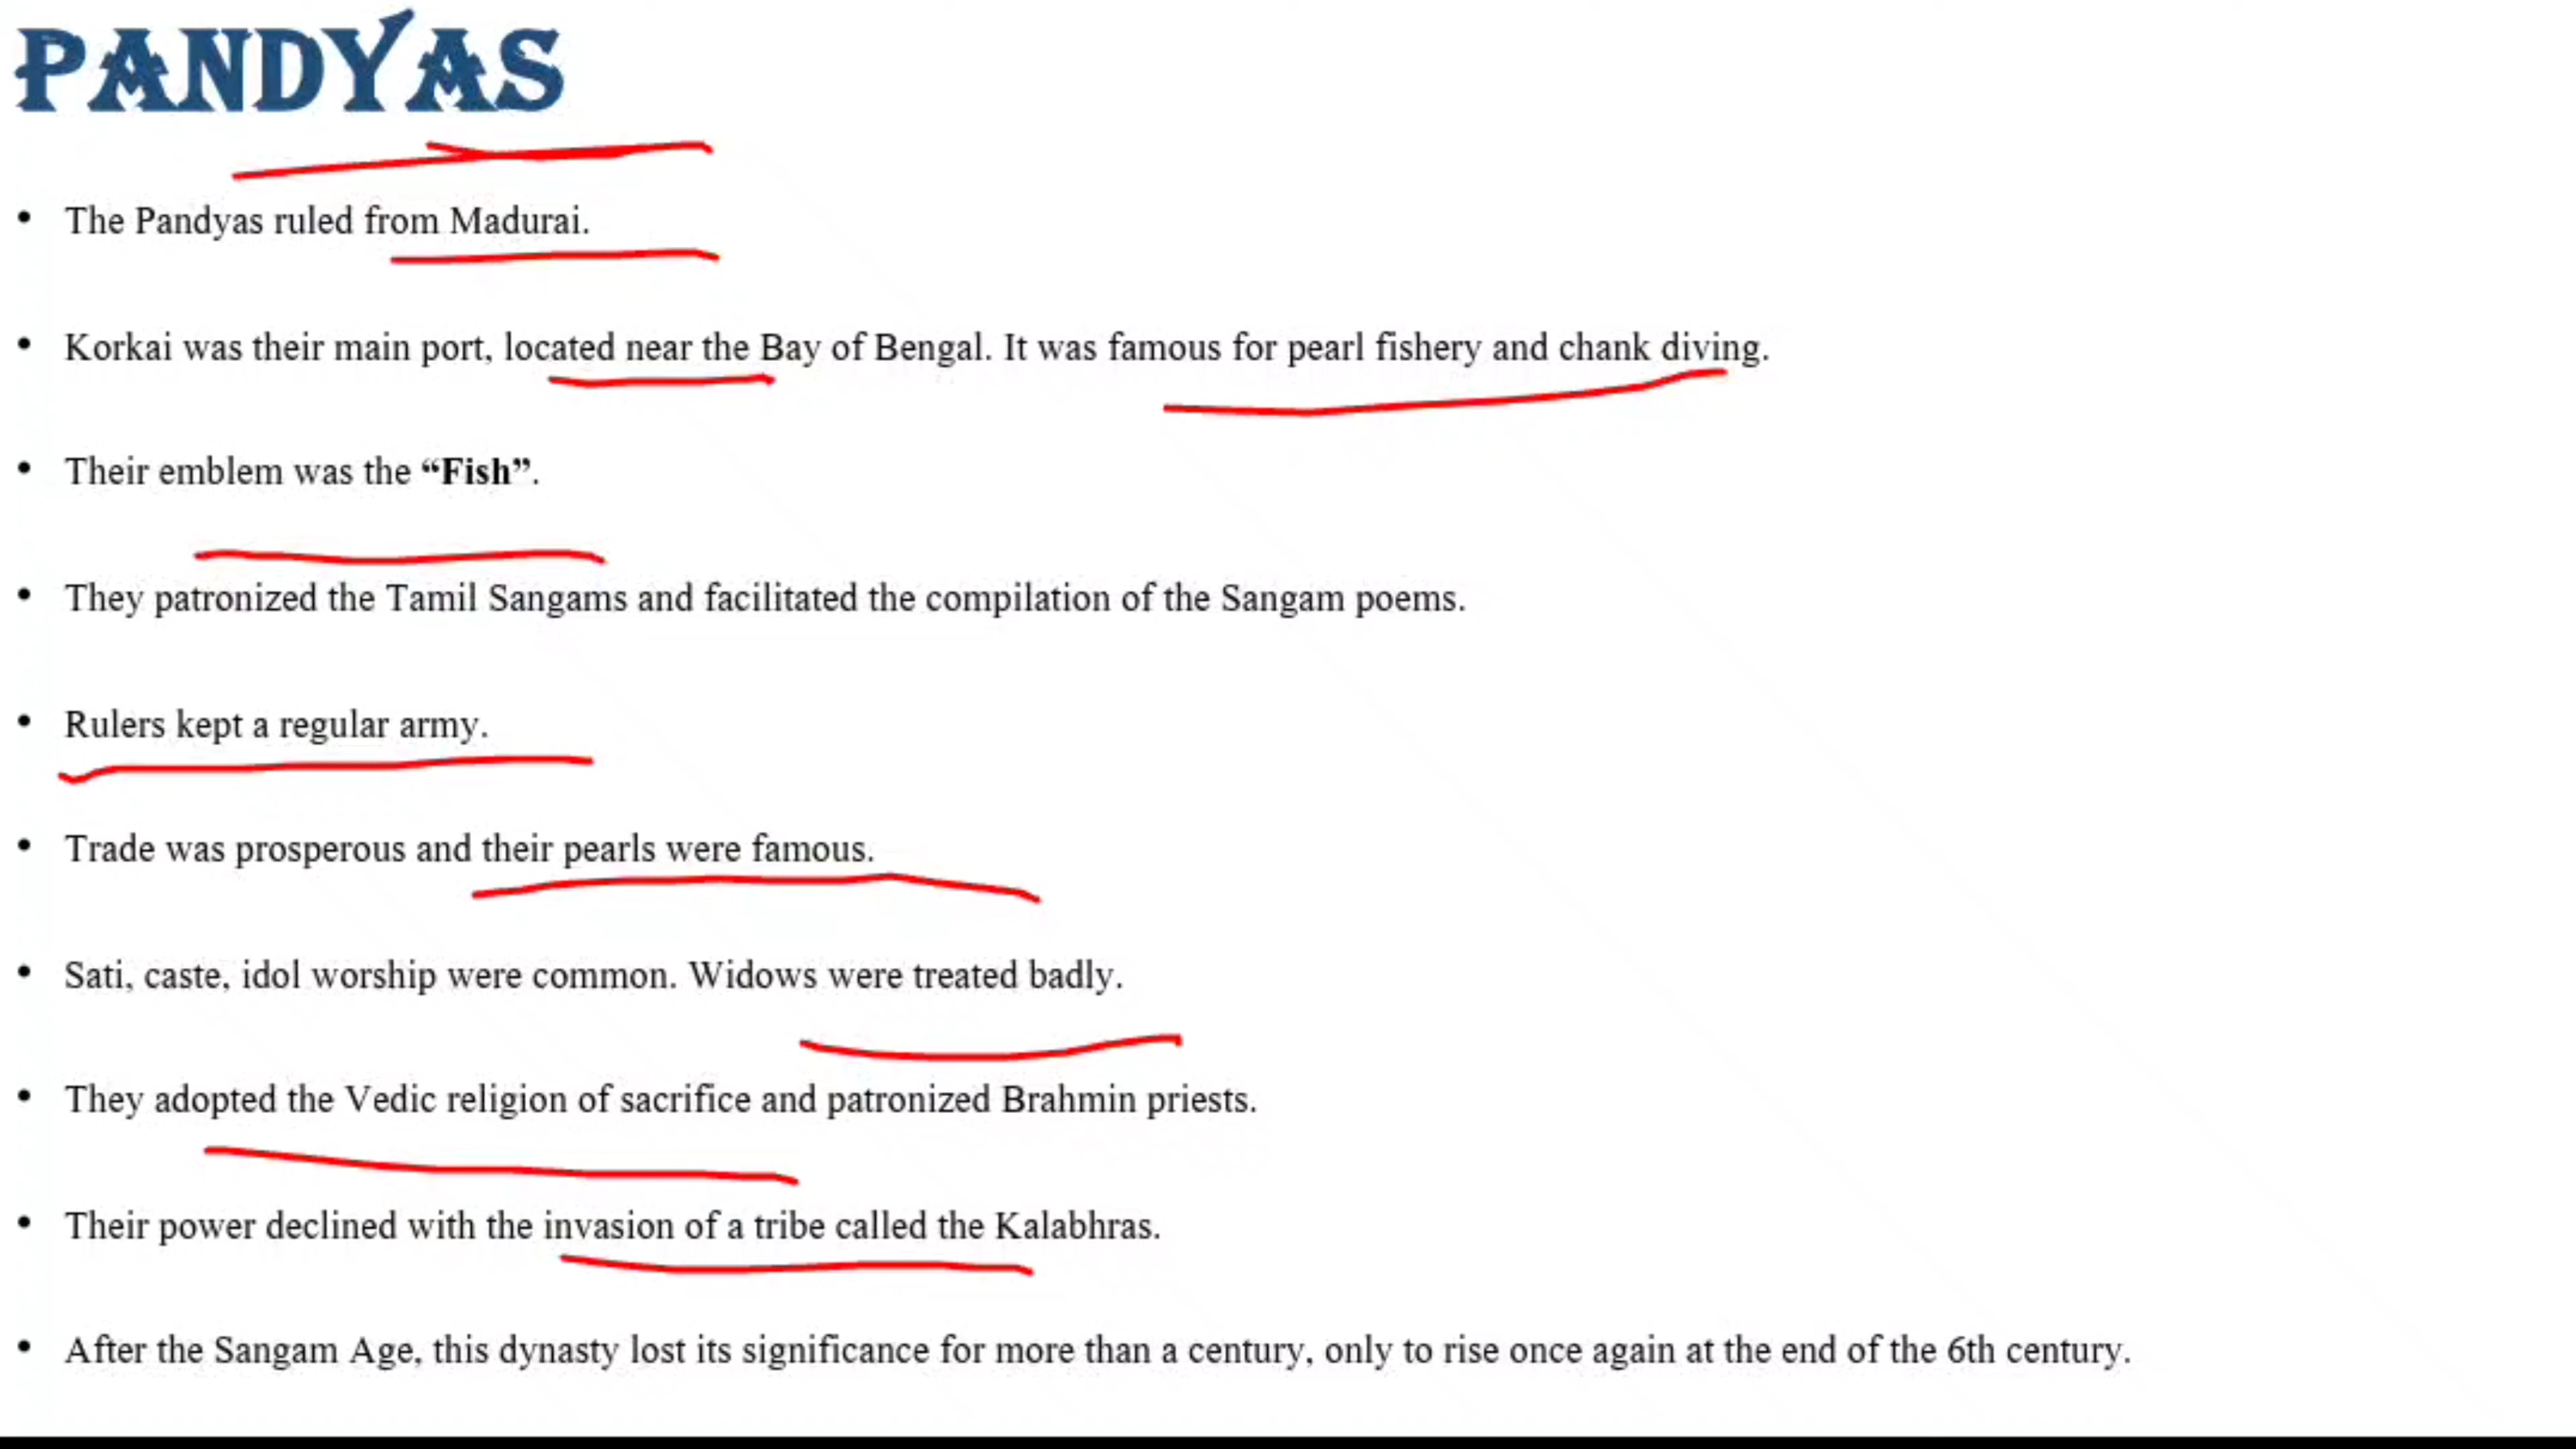 PANDYAS
• The Pandyas ruled from Madurai.
• Korkai was their main port, located near the Bay of Bengal. It was famous for pearl fishery and chank diving.
• Their emblem was the “Fish”.
• They patronized the Tamil Sangams and facilitated the compilation of the Sangam poems.
• Rulers kept a regular army.
• Trade was prosperous and their pearls were famous.
• Sati, caste, idol worship were common. Widows were treated badly.
• They adopted the Vedic religion of sacrifice and patronized Brahmin priests.
• Their power declined with the invasion of a tribe called the Kalabhras.
• After the Sangam Age, this dynasty lost its significance for more than a century, only to rise once again at the end of the 6th century.